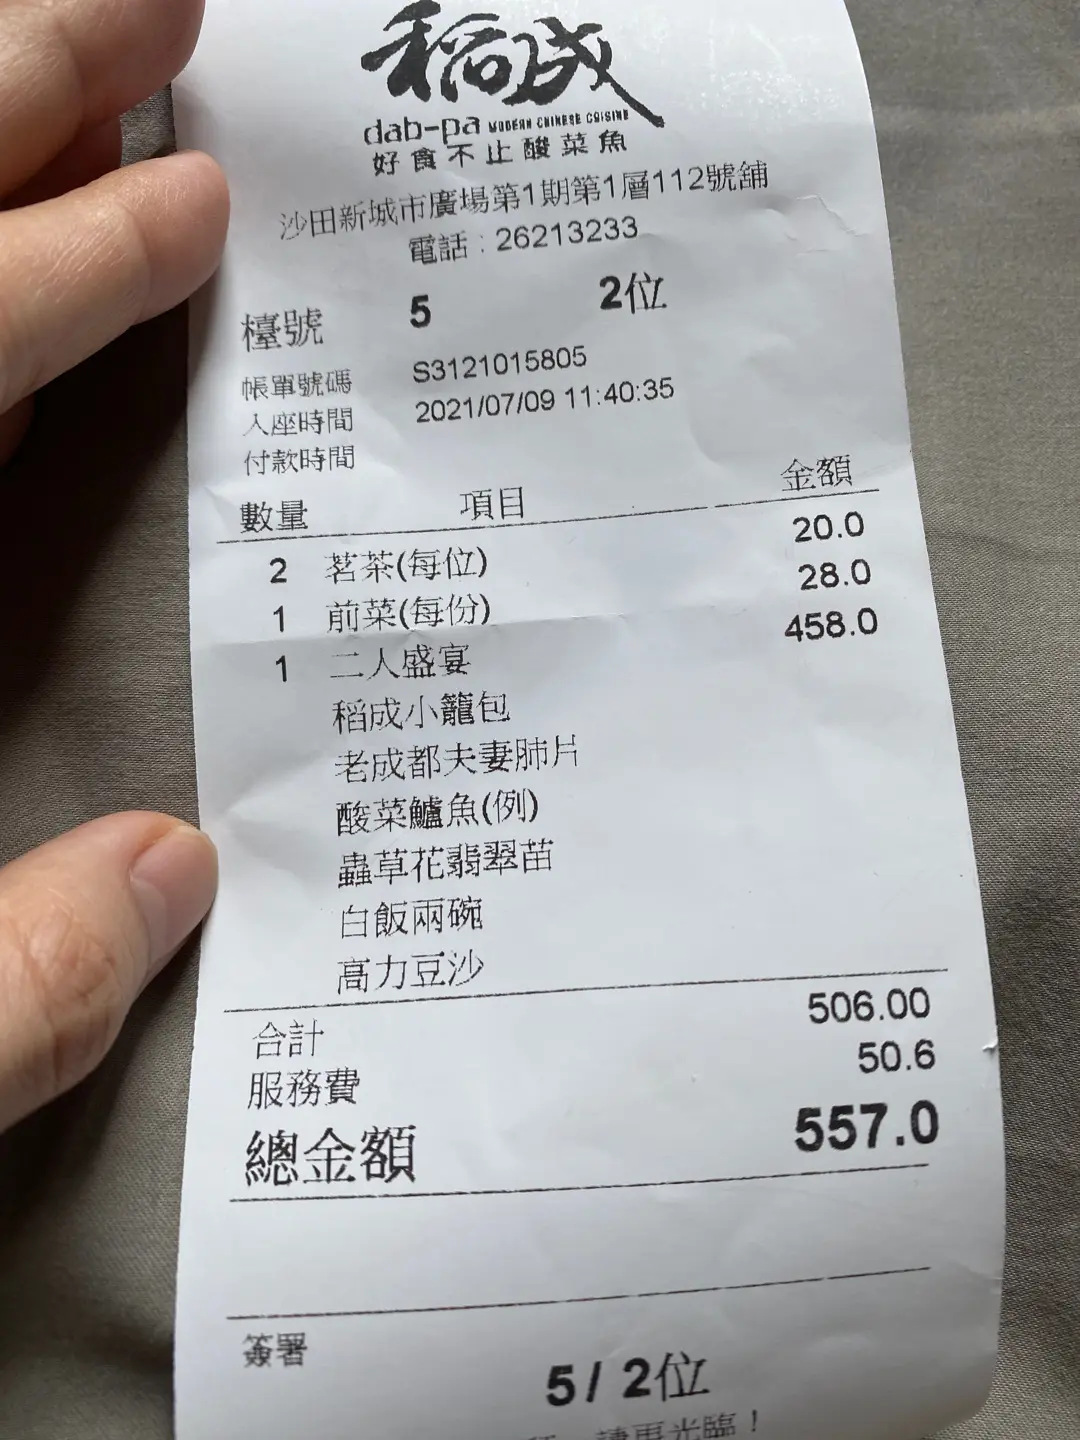 稻成
dab-pa MODERN CHINESE CUISINE
好食不止酸菜魚
沙田新城市廣場第1期第1層112號舖
電話：26213233
檯號 5 2位
帳單號碼 S3121015805
入座時間 2021/07/09 11:40:35
付款時間
數量 項目 金額
2 茗茶(每位) 20.0
1 前菜(每份) 28.0
1 二人盛宴 458.0
稻成小籠包
老成都夫妻肺片
酸菜鱸魚(例)
蟲草花翡翠苗
白飯兩碗
高力豆沙
合計 506.00
服務費 50.6
總金額 557.0
簽署
5 / 2位
請再光臨！